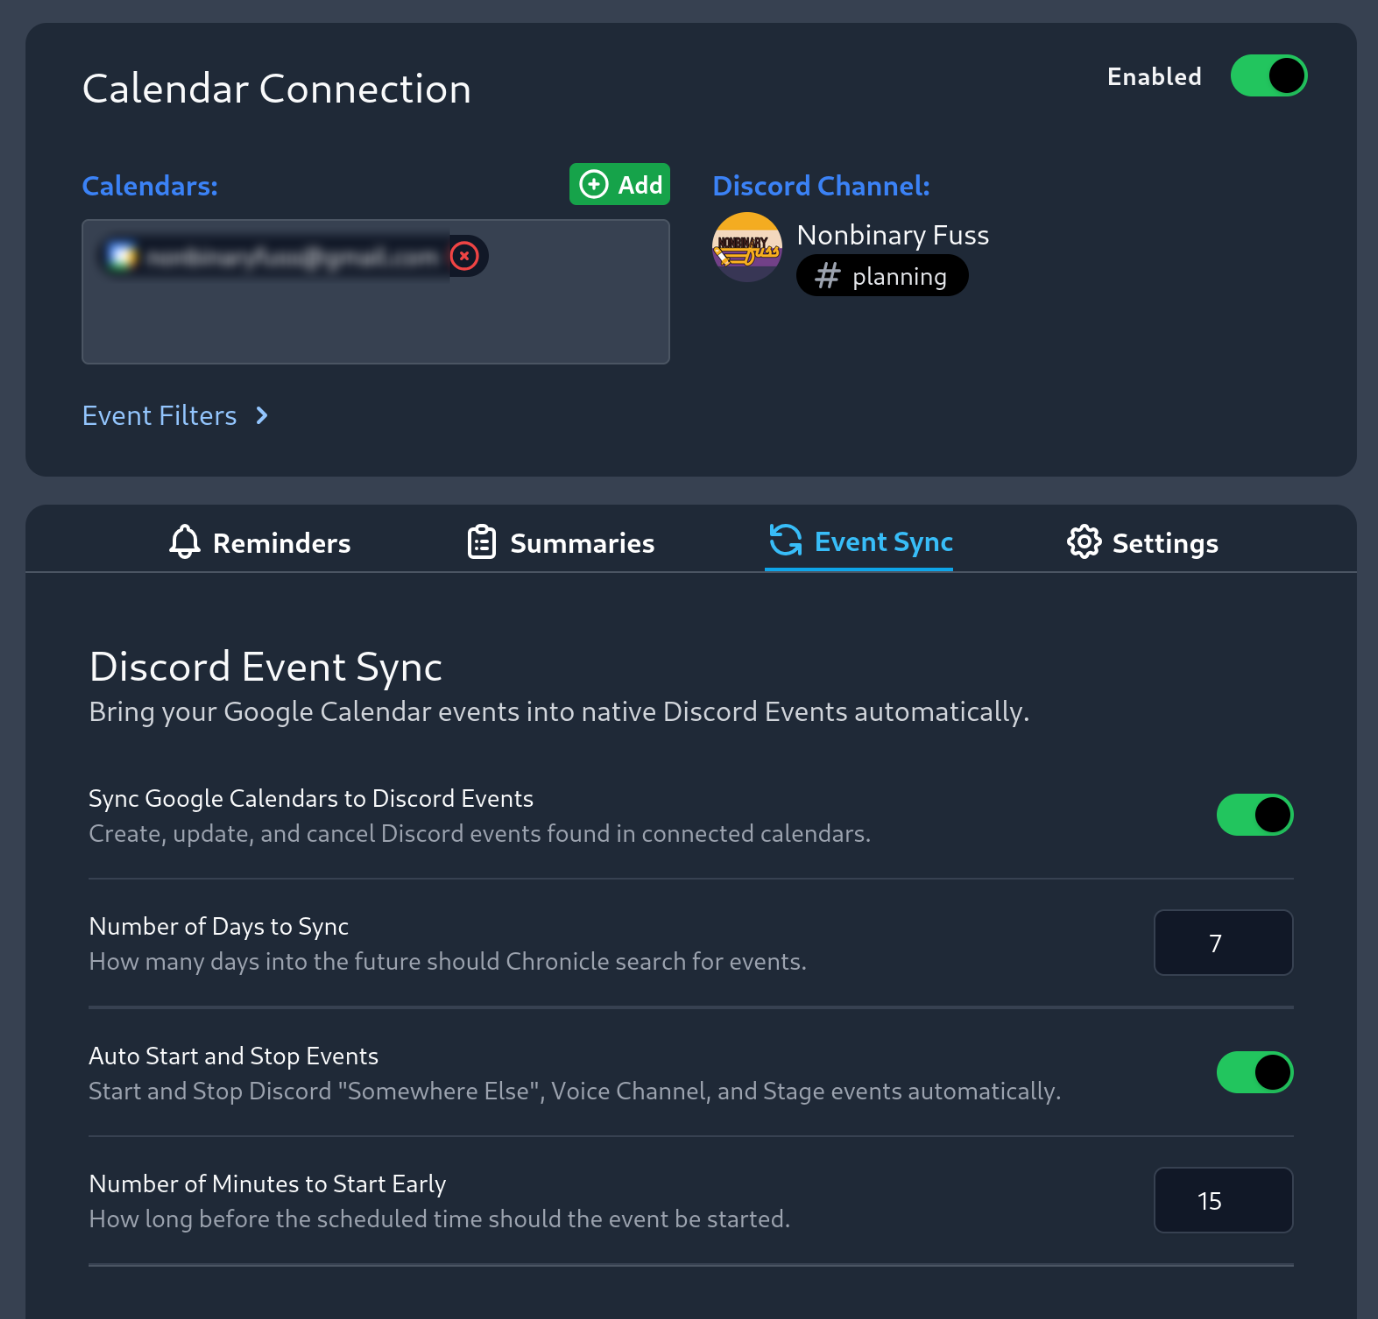 Calendar Connection
Enabled
Calendars:
Add
Discord Channel:
NONBINARY
fuss
Nonbinary Fuss
# planning
Event Filters
Reminders
Summaries
Event Sync
Settings
Discord Event Sync
Bring your Google Calendar events into native Discord Events automatically.
Sync Google Calendars to Discord Events
Create, update, and cancel Discord events found in connected calendars.
Number of Days to Sync
7
How many days into the future should Chronicle search for events.
Auto Start and Stop Events
Start and Stop Discord "Somewhere Else", Voice Channel, and Stage events automatically.
Number of Minutes to Start Early
15
How long before the scheduled time should the event be started.